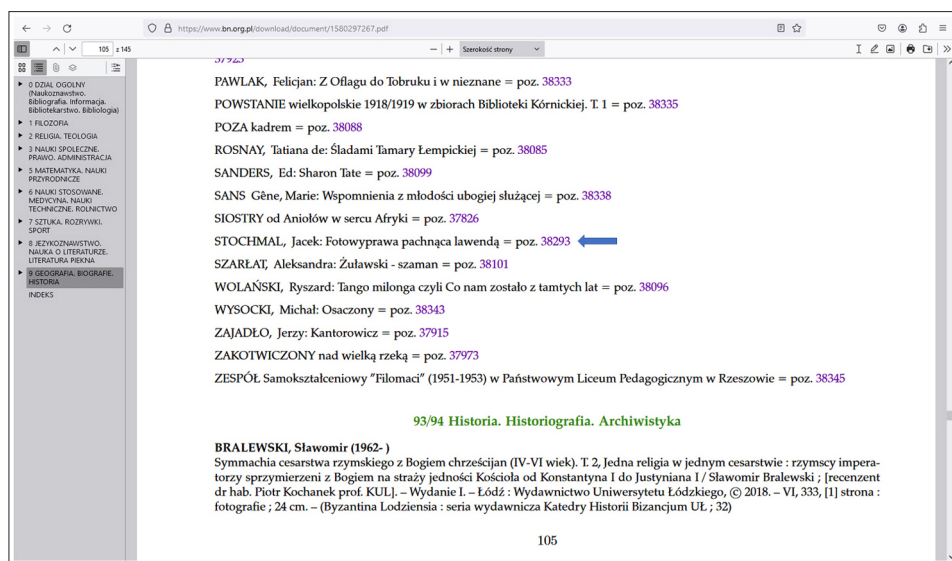 https://www.bn.org.pl/download/document/1580297267.pdf
105 z 145
Szerokość strony
0 DZIAŁ OGÓLNY
(Naukoznawstwo.
Bibliografia. Informacja.
Bibliotekarstwo. Bibliologia)
1 FILOZOFIA
2 RELIGIA. TEOLOGIA
3 NAUKI SPOŁECZNE.
PRAWO. ADMINISTRACJA
5 MATEMATYKA. NAUKI
PRZYRODNICZE
6 NAUKI STOSOWANE.
MEDYCYNA. NAUKI
TECHNICZNE. ROLNICTWO
7 SZTUKA. ROZRYWKI.
SPORT
8 JĘZYKOZNAWSTWO.
NAUKA O LITERATURZE.
LITERATURA PIĘKNA
9 GEOGRAFIA. BIOGRAFIE.
HISTORIA
INDEKS
37925
PAWLAK, Felicjan: Z Oflagu do Tobruku i w nieznane = poz. 38333
POWSTANIE wielkopolskie 1918/1919 w zbiorach Biblioteki Kórnickiej. T. 1 = poz. 38335
POZA kadrem = poz. 38088
ROSNAY, Tatiana de: Śladami Tamary Łempickiej = poz. 38085
SANDERS, Ed: Sharon Tate = poz. 38099
SANS Gêne, Marie: Wspomnienia z młodości ubogiej służącej = poz. 38338
SIOSTRY od Aniołów w sercu Afryki = poz. 37826
STOCHMAL, Jacek: Fotowyprawa pachnąca lawendą = poz. 38293
SZARŁAT, Aleksandra: Żuławski - szaman = poz. 38101
WOLAŃSKI, Ryszard: Tango milonga czyli Co nam zostało z tamtych lat = poz. 38096
WYSOCKI, Michał: Osaczony = poz. 38343
ZAJADŁO, Jerzy: Kantorowicz = poz. 37915
ZAKOTWICZONY nad wielką rzeką = poz. 37973
ZESPÓŁ Samokształceniowy "Filomaci" (1951-1953) w Państwowym Liceum Pedagogicznym w Rzeszowie = poz. 38345
93/94 Historia. Historiografia. Archiwistyka
BRALEWSKI, Sławomir (1962- )
Symmachia cesarstwa rzymskiego z Bogiem chrześcijan (IV-VI wiek). T. 2, Jedna religia w jednym cesarstwie : rzymscy impera-
torzy sprzymierzeni z Bogiem na straży jedności Kościoła od Konstantyna I do Justyniana I / Sławomir Bralewski ; [recenzent
dr hab. Piotr Kochanek prof. KUL]. – Wydanie I. – Łódź : Wydawnictwo Uniwersytetu Łódzkiego, © 2018. – VI, 333, [1] strona :
fotografie ; 24 cm. – (Byzantina Lodziensia : seria wydawnicza Katedry Historii Bizancjum UŁ ; 32)
105